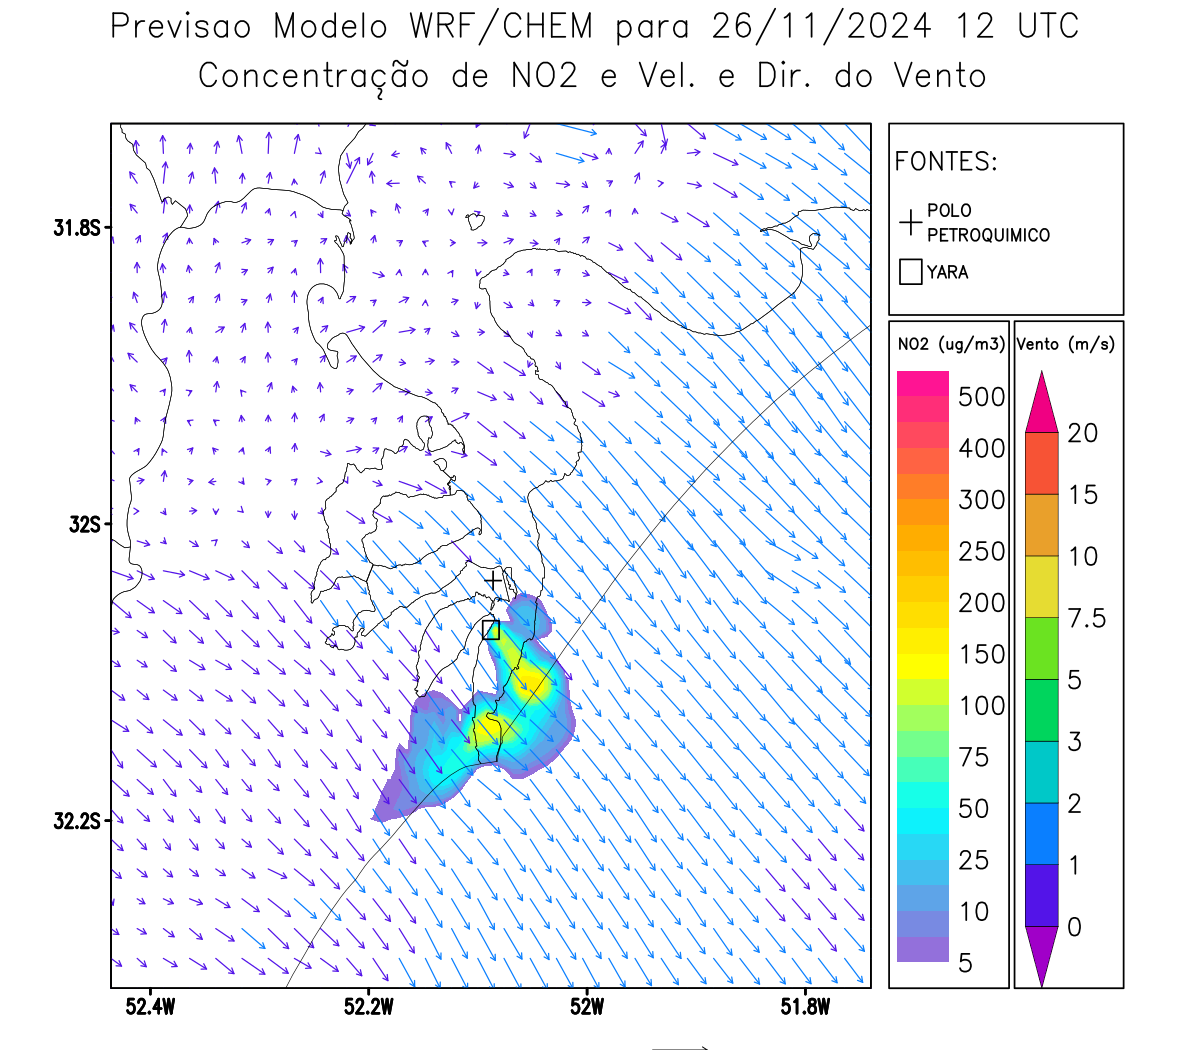 Previsao Modelo WRF/CHEM para 26/11/2024 12 UTC
Concentração de NO2 e Vel. e Dir. do Vento
FONTES:
POLO
PETROQUIMICO
YARA
NO2 (ug/m3)
500
400
300
250
200
150
100
75
50
25
10
5
Vento (m/s)
20
15
10
7.5
5
3
2
1
0
31.8S
32S
32.2S
52.4W
52.2W
52W
51.8W